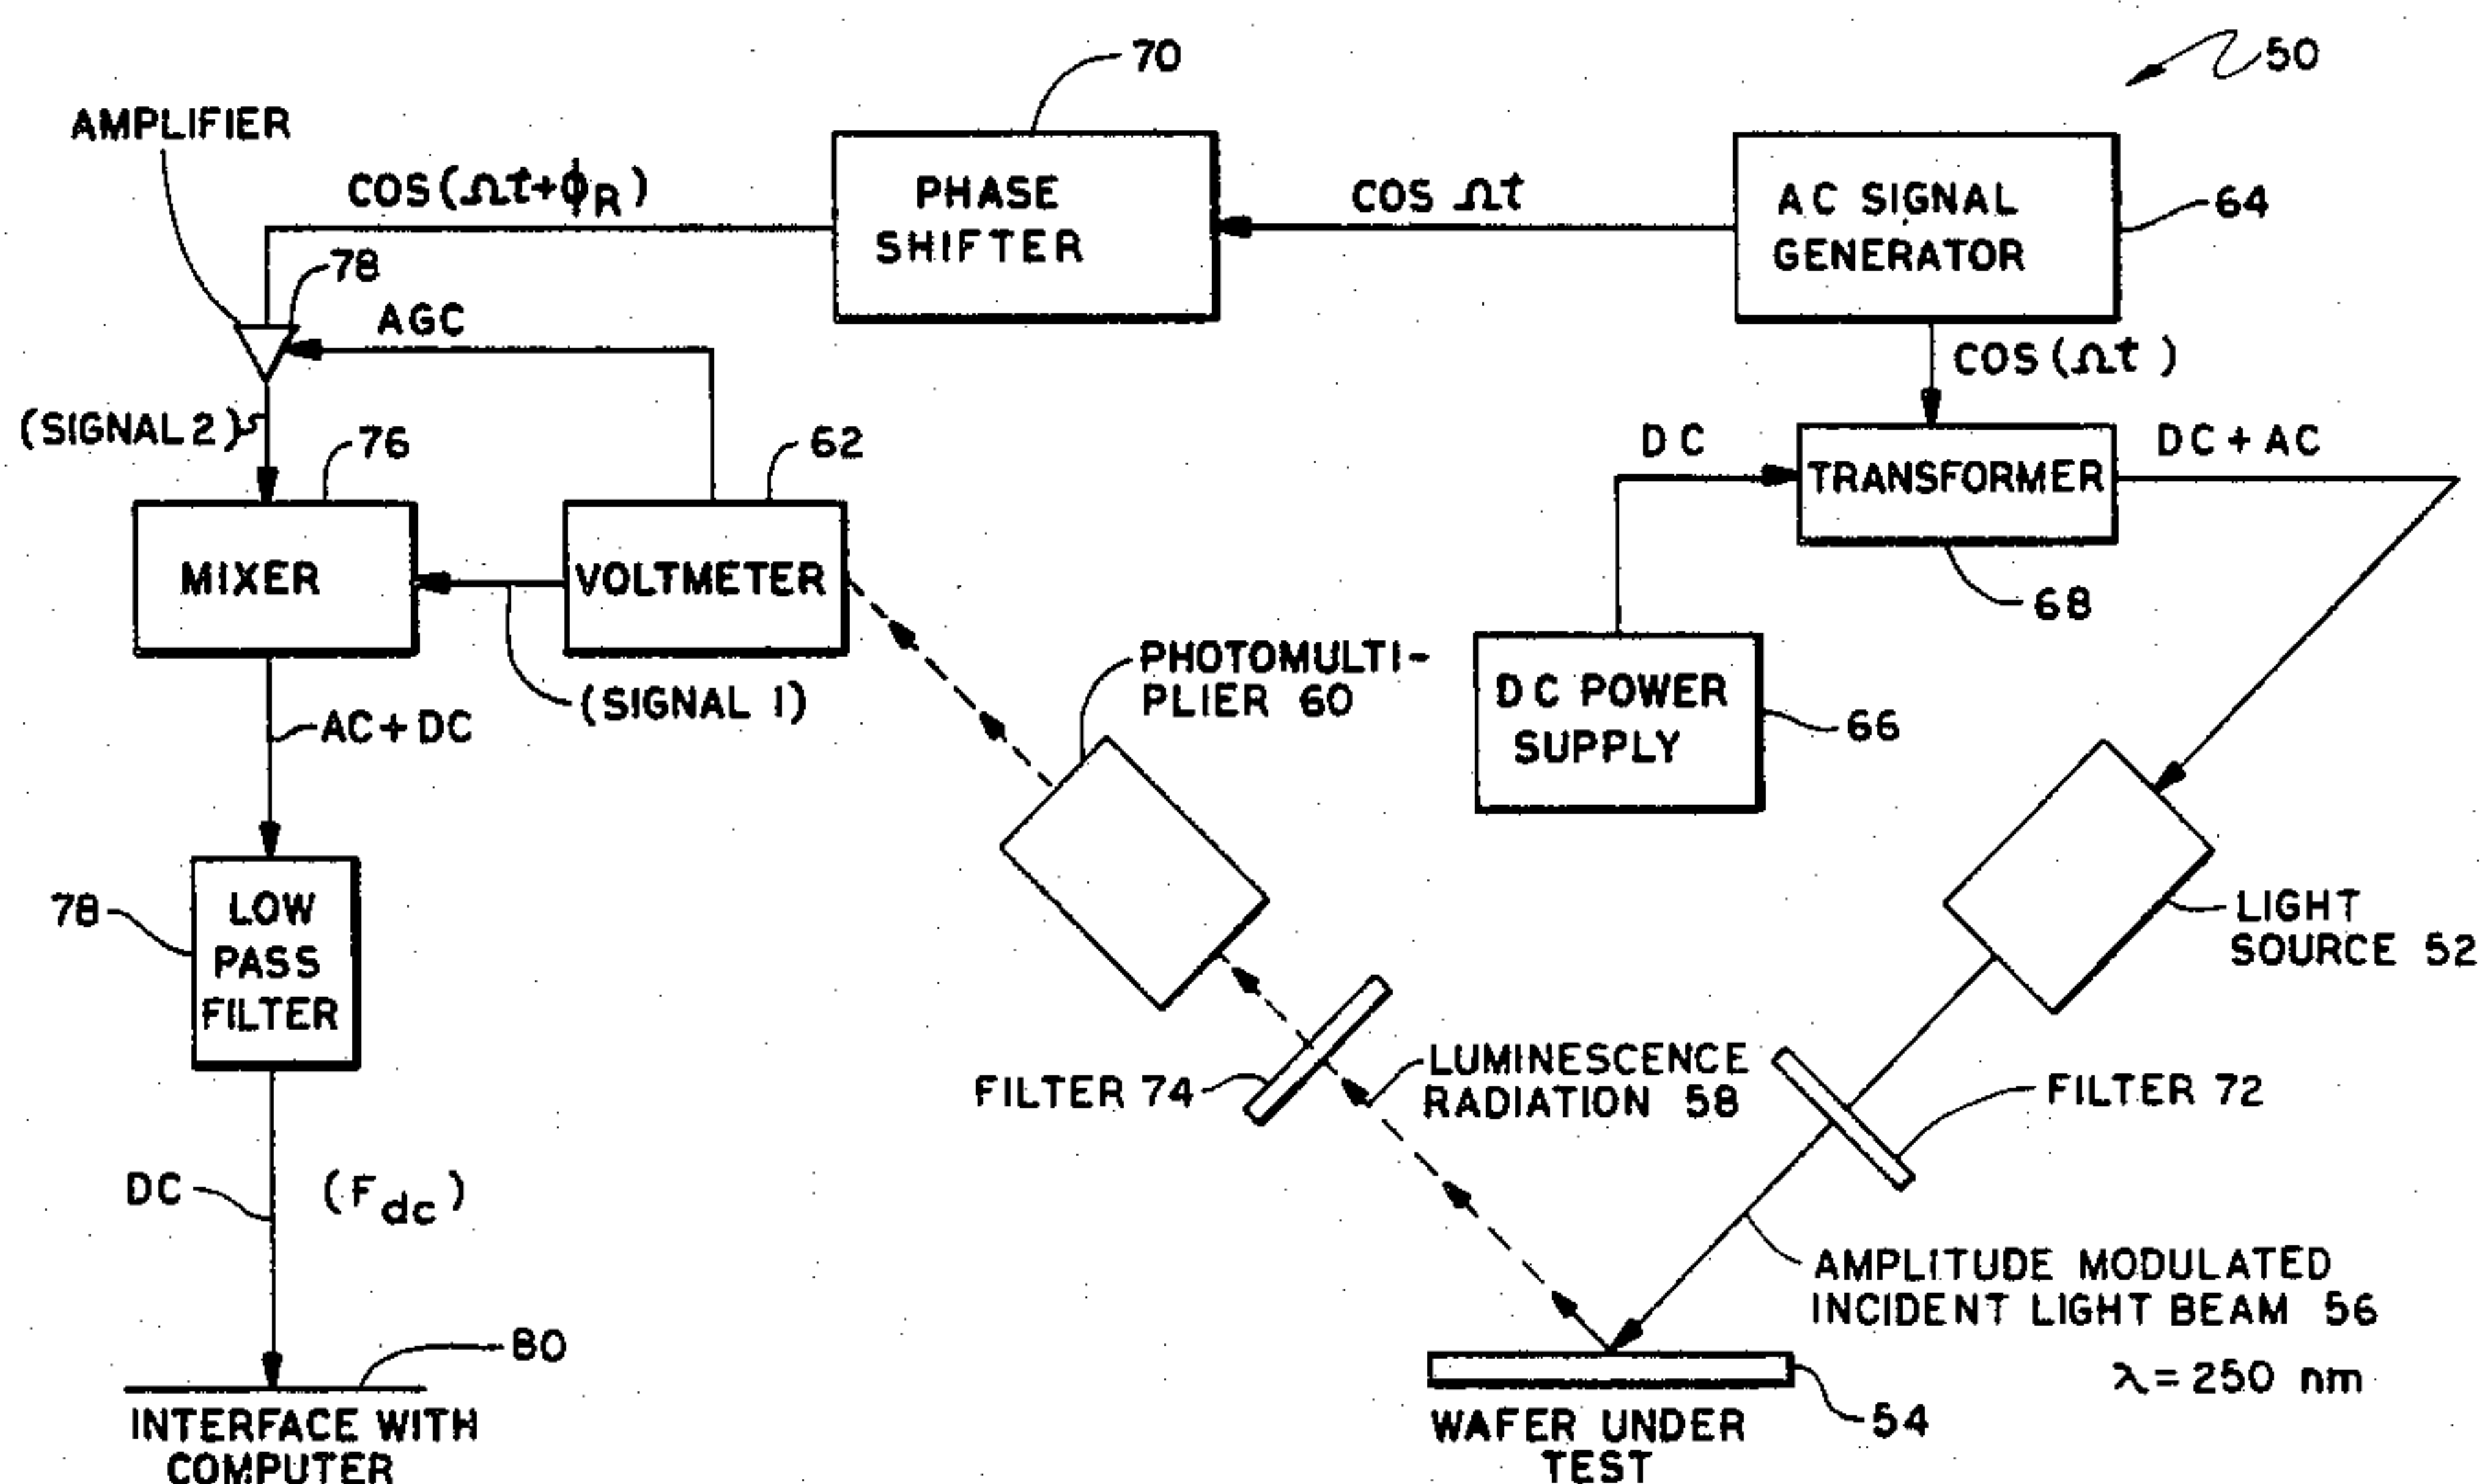 50
70
AMPLIFIER
COS(Ωt+ϕR)
PHASE
SHIFTER
COS Ωt
AC SIGNAL
GENERATOR
64
78
AGC
COS(Ωt)
(SIGNAL 2)
76
62
DC
DC+AC
TRANSFORMER
MIXER
VOLTMETER
68
PHOTOMULTI-
PLIER 60
(SIGNAL 1)
DC POWER
SUPPLY
66
AC+DC
78
LOW
PASS
FILTER
LIGHT
SOURCE 52
FILTER 74
LUMINESCENCE
RADIATION 58
FILTER 72
DC
(Fdc)
AMPLITUDE MODULATED
INCIDENT LIGHT BEAM 56
λ=250 nm
80
INTERFACE WITH
COMPUTER
54
WAFER UNDER
TEST